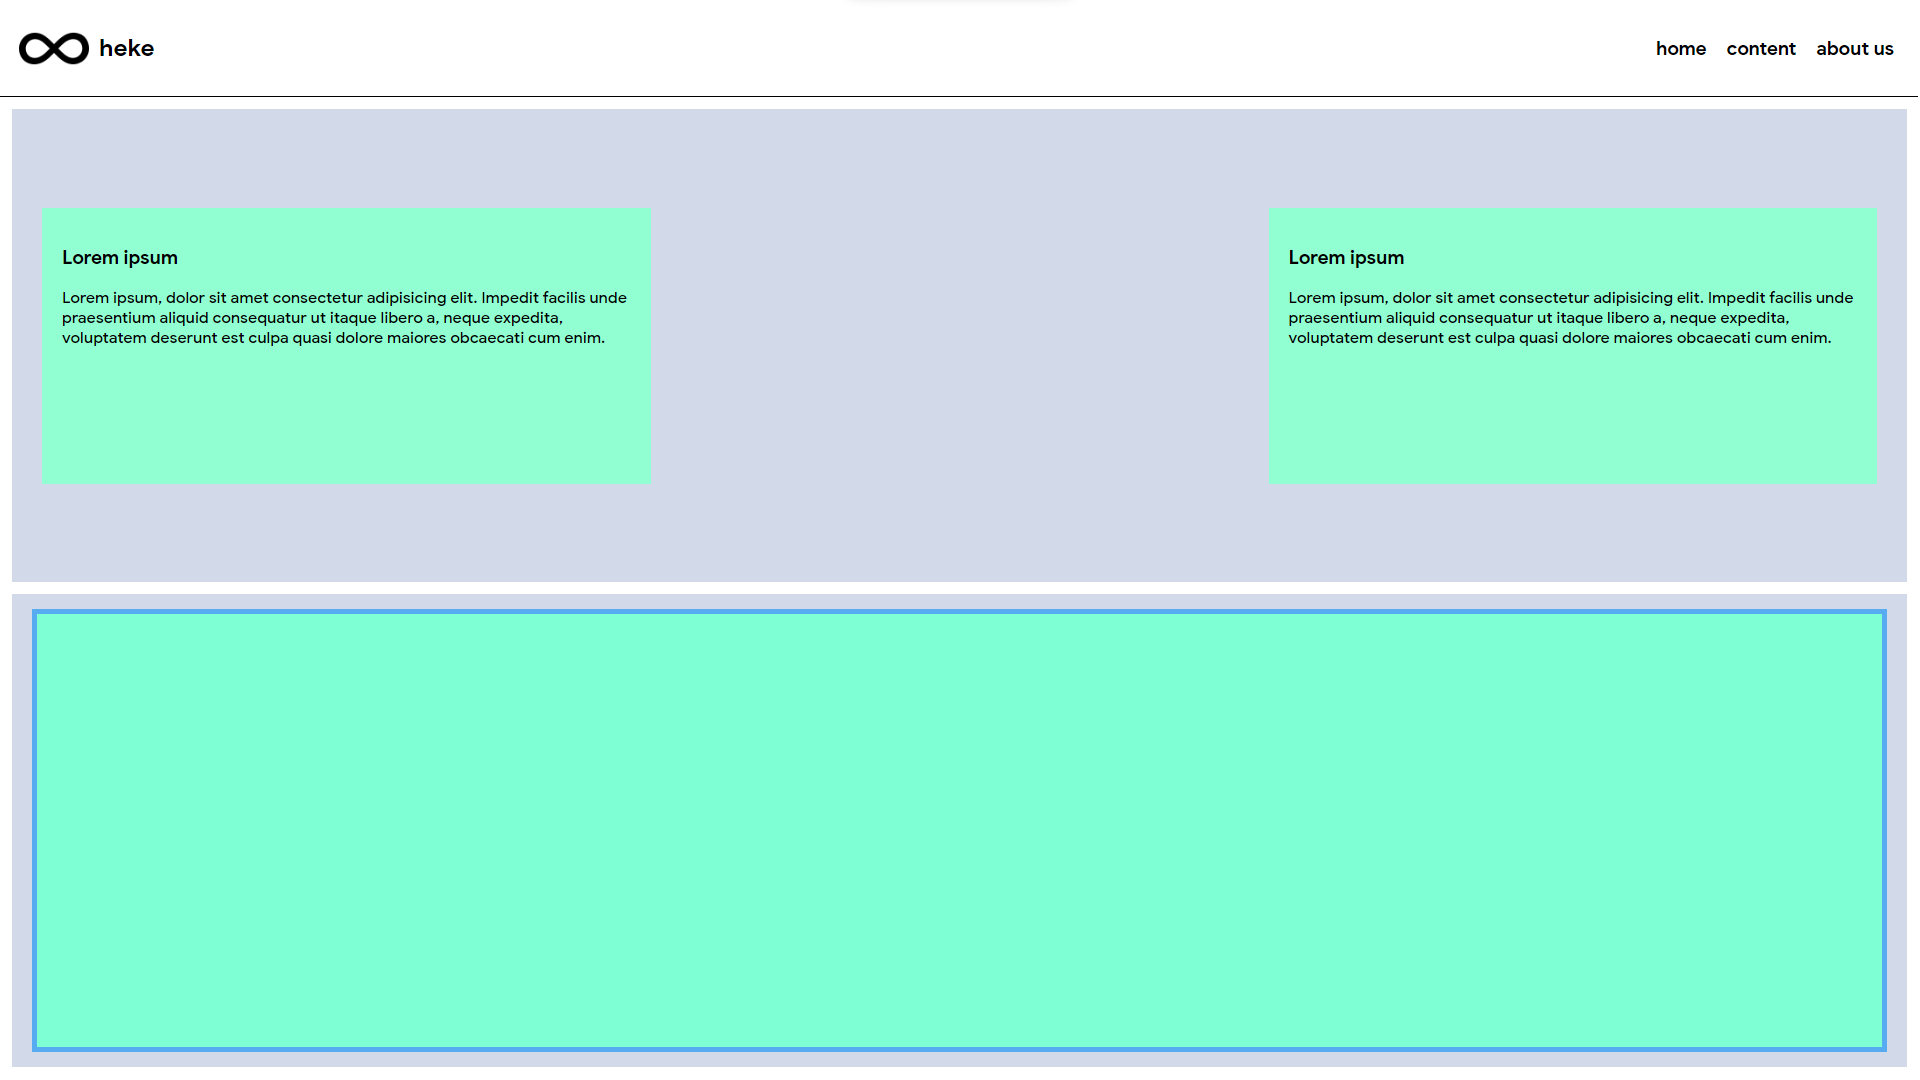 heke
home content about us
Lorem ipsum
Lorem ipsum, dolor sit amet consectetur adipisicing elit. Impedit facilis unde
praesentium aliquid consequatur ut itaque libero a, neque expedita,
voluptatem deserunt est culpa quasi dolore maiores obcaecati cum enim.
Lorem ipsum
Lorem ipsum, dolor sit amet consectetur adipisicing elit. Impedit facilis unde
praesentium aliquid consequatur ut itaque libero a, neque expedita,
voluptatem deserunt est culpa quasi dolore maiores obcaecati cum enim.